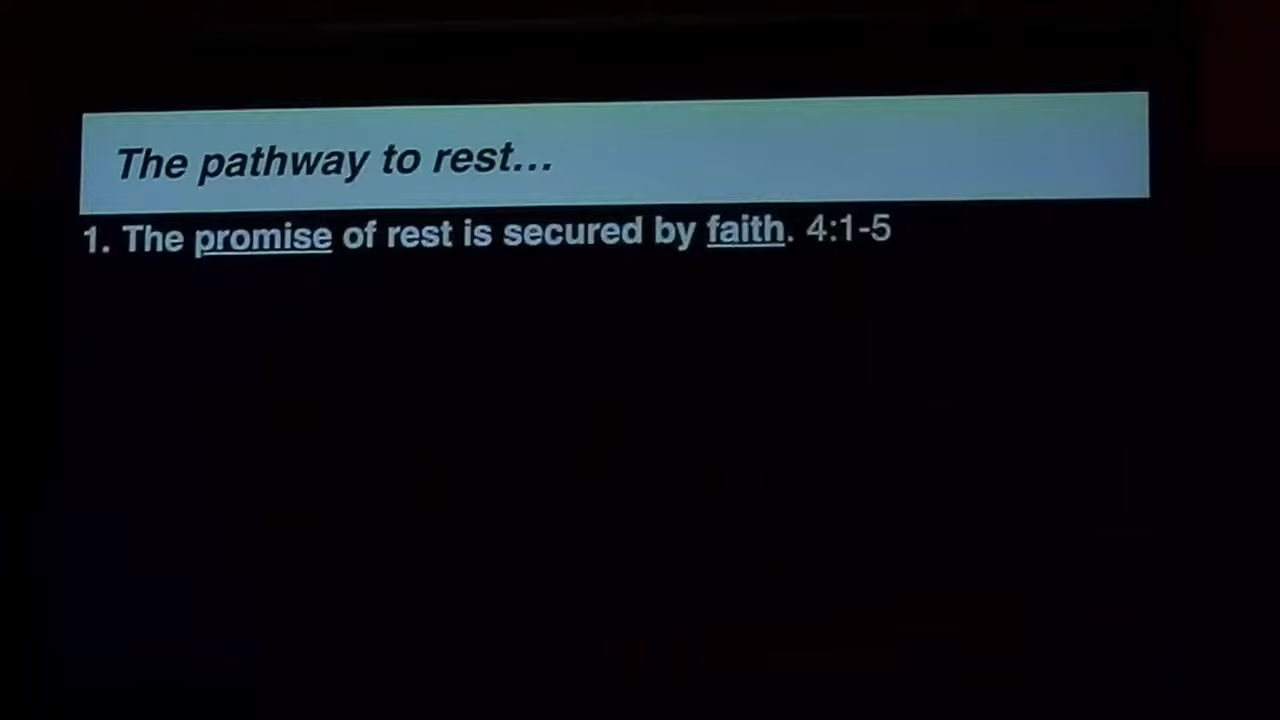 The pathway to rest...
1. The promise of rest is secured by faith. 4:1-5